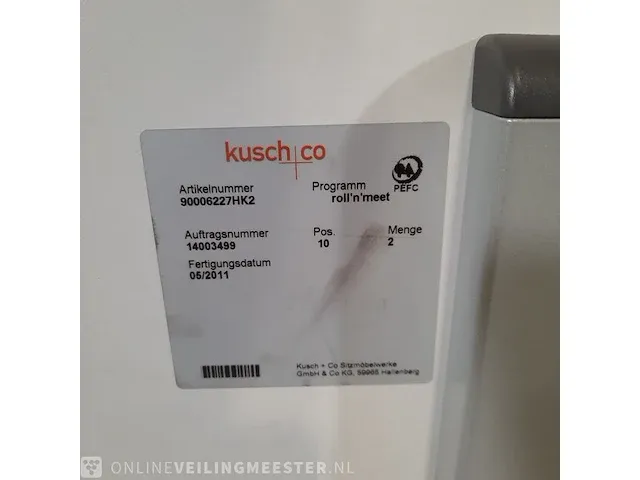 kusch+co
Artikelnummer Programm
90006227HK2 roll'n'meet
PEFC
Auftragsnummer Pos. Menge
14003499 10 2
Fertigungsdatum
05/2011
Kusch + Co Sitzmöbelwerke
GmbH & Co KG, 59965 Hallenberg
ONLINEVEILINGMEESTER.NL